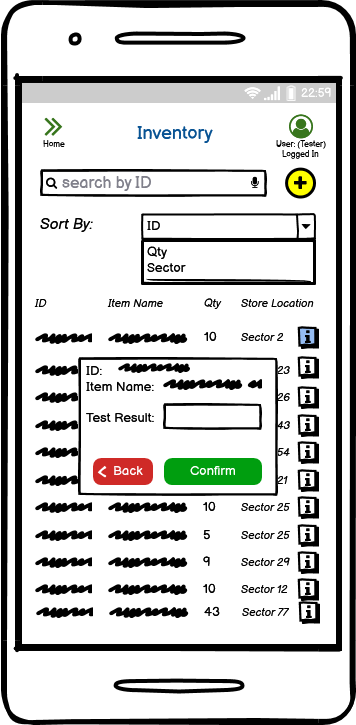 22:59
Home
Inventory
User: (Tester)
Logged In
search by ID
Sort By:
ID
Qty
Sector
ID Item Name Qty Store Location
10 Sector 2 i
23 i
26 i
43 i
54 i
21 i
ID:
Item Name:
Test Result:
Back Confirm
10 Sector 25 i
5 Sector 25 i
9 Sector 29 i
10 Sector 12 i
43 Sector 77 i